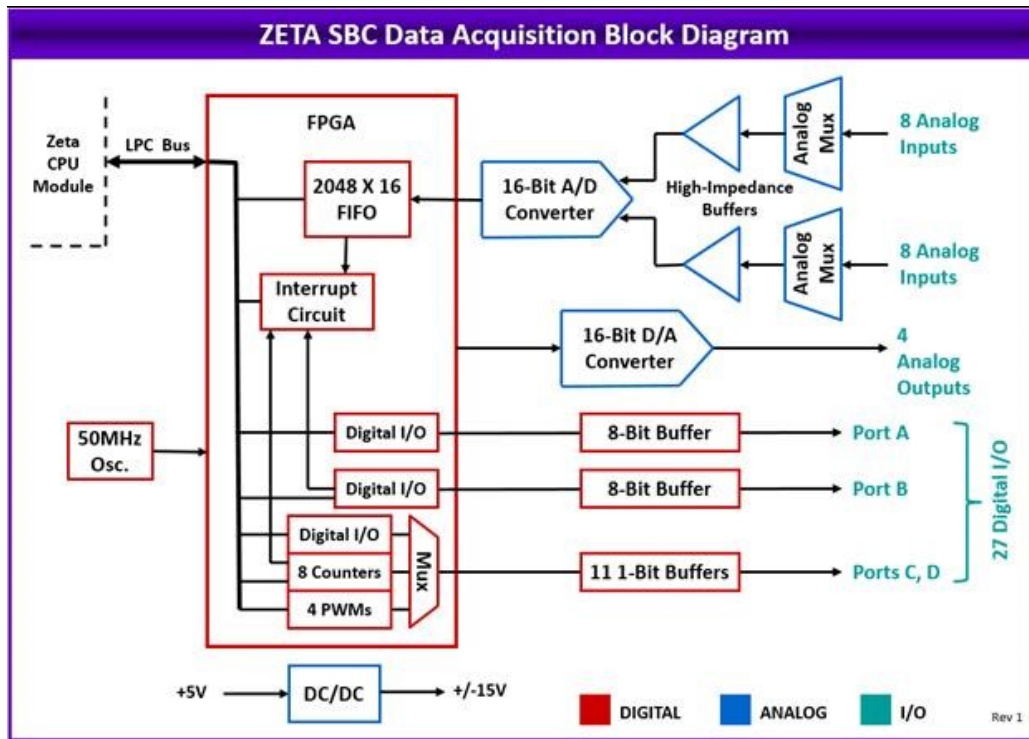 ZETA SBC Data Acquisition Block Diagram
Zeta
CPU
Module
LPC Bus
FPGA
2048 X 16
FIFO
Interrupt
Circuit
16-Bit A/D
Converter
High-Impedance
Buffers
Analog
Mux
8 Analog
Inputs
Analog
Mux
8 Analog
Inputs
16-Bit D/A
Converter
4
Analog
Outputs
50MHz
Osc.
Digital I/O
8-Bit Buffer
Port A
Digital I/O
8-Bit Buffer
Port B
Digital I/O
8 Counters
4 PWMs
Mux
11 1-Bit Buffers
Ports C, D
27 Digital I/O
+5V
DC/DC
+/-15V
DIGITAL
ANALOG
I/O
Rev 1